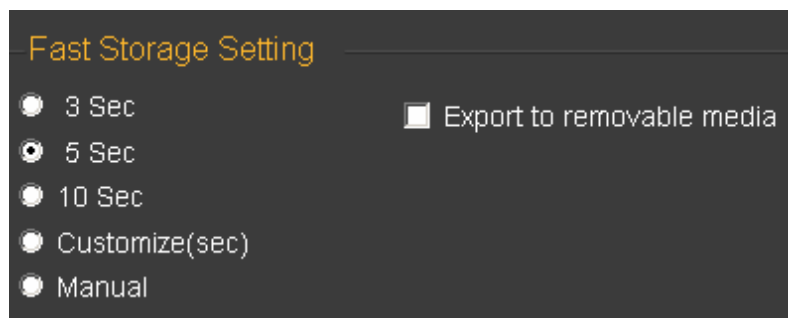 Fast Storage Setting
3 Sec
Export to removable media
5 Sec
10 Sec
Customize(sec)
Manual